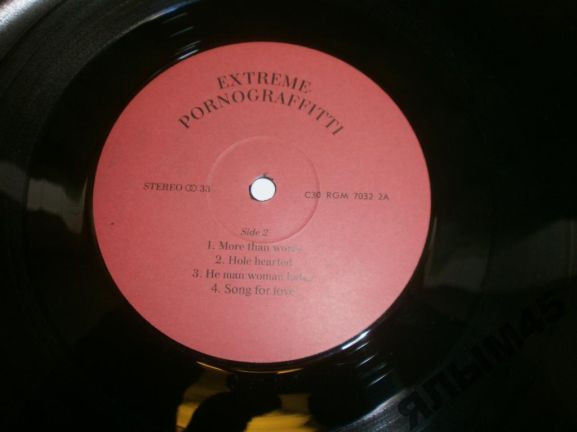 EXTREME
PORNOGRAFFITTI
STEREO ꝏ 33
C30 RGM 7032 2A
Side 2
1. More than words
2. Hole hearted
3. He man woman hater
4. Song for love
ЯЛЫМ45